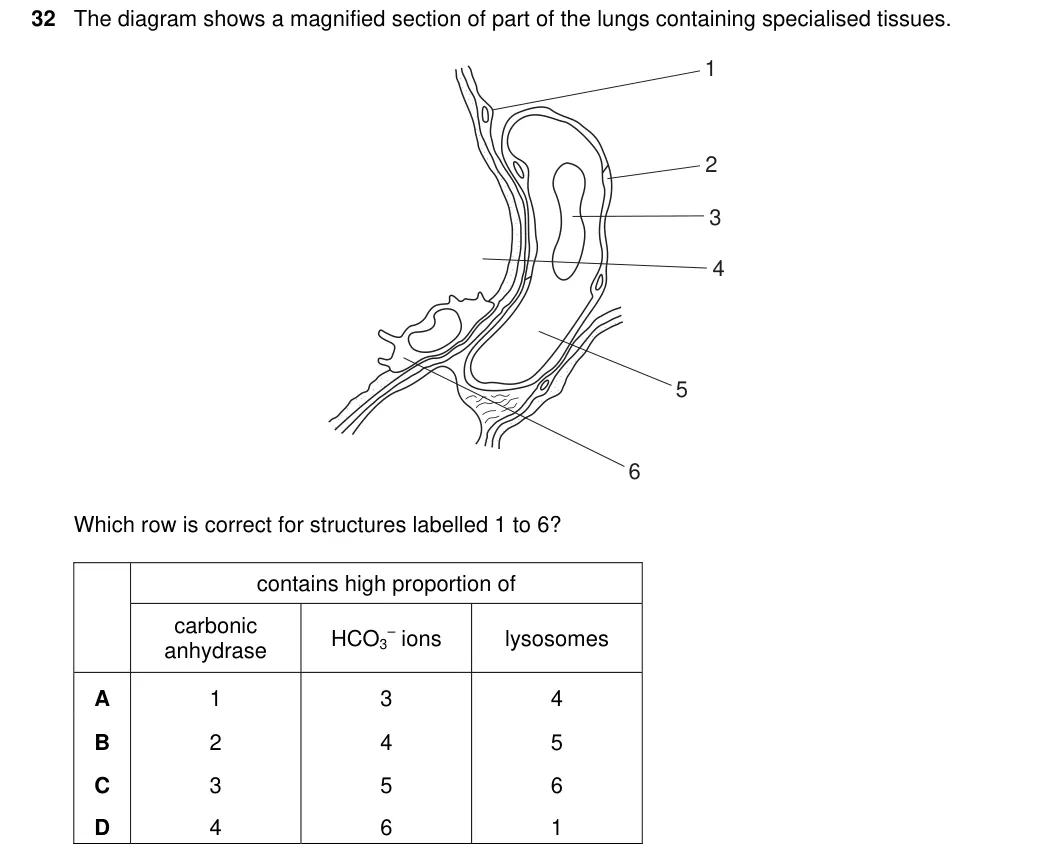 32 The diagram shows a magnified section of part of the lungs containing specialised tissues.
1
2
3
4
5
6
Which row is correct for structures labelled 1 to 6?
contains high proportion of
carbonic anhydrase HCO₃⁻ ions lysosomes
A 1 3 4
B 2 4 5
C 3 5 6
D 4 6 1